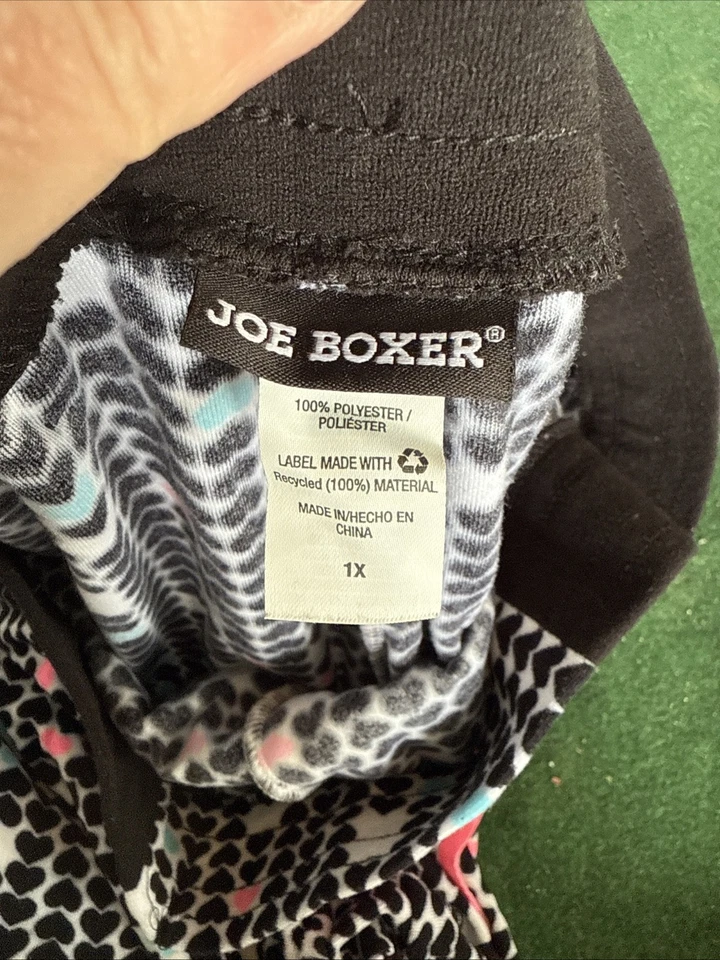 JOE BOXER®
100% POLYESTER /
POLIÉSTER
LABEL MADE WITH
Recycled (100%) MATERIAL
MADE IN/HECHO EN
CHINA
1X